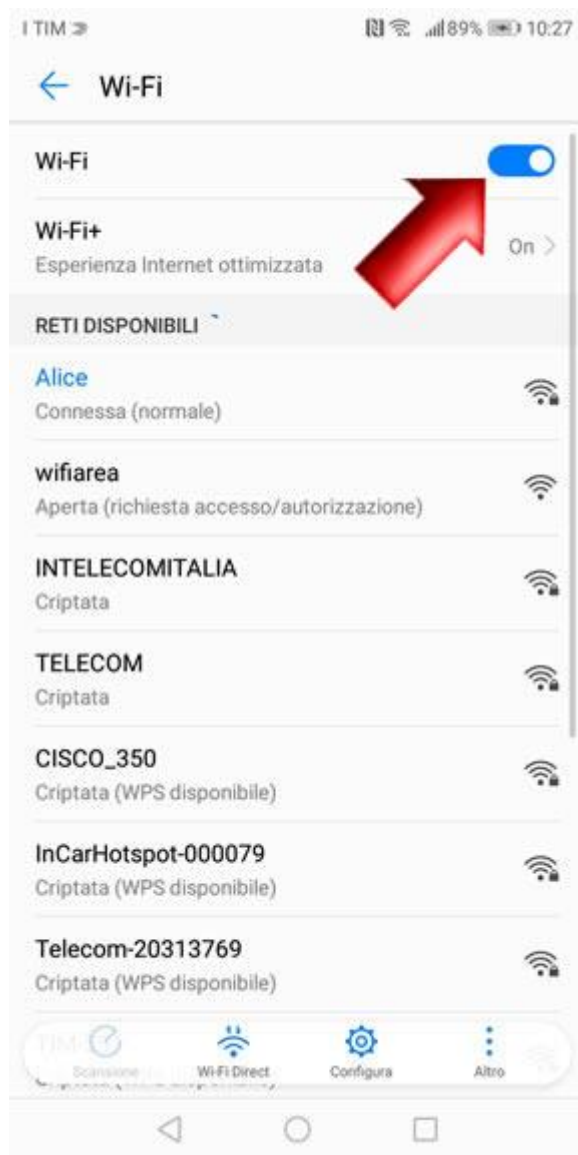 I TIM 89% 10:27
Wi-Fi
Wi-Fi
Wi-Fi+
Esperienza Internet ottimizzata
On
RETI DISPONIBILI
Alice
Connessa (normale)
wifiarea
Aperta (richiesta accesso/autorizzazione)
INTELECOMITALIA
Criptata
TELECOM
Criptata
CISCO_350
Criptata (WPS disponibile)
InCarHotspot-000079
Criptata (WPS disponibile)
Telecom-20313769
Criptata (WPS disponibile)
Scansione Wi-Fi Direct Configura Altro